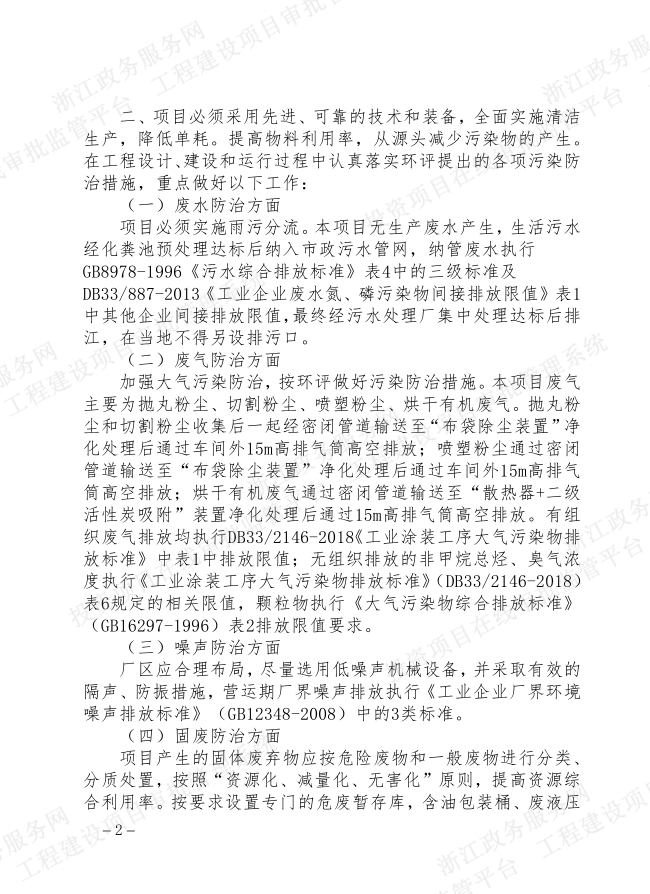 二、项目必须采用先进、可靠的技术和装备，全面实施清洁
生产，降低单耗。提高物料利用率，从源头减少污染物的产生。
在工程设计、建设和运行过程中认真落实环评提出的各项污染防
治措施，重点做好以下工作：
（一）废水防治方面
项目必须实施雨污分流。本项目无生产废水产生，生活污水
经化粪池预处理达标后纳入市政污水管网，纳管废水执行
GB8978-1996《污水综合排放标准》表4中的三级标准及
DB33/887-2013《工业企业废水氮、磷污染物间接排放限值》表1
中其他企业间接排放限值，最终经污水处理厂集中处理达标后排
江，在当地不得另设排污口。
（二）废气防治方面
加强大气污染防治，按环评做好污染防治措施。本项目废气
主要为抛丸粉尘、切割粉尘、喷塑粉尘、烘干有机废气。抛丸粉
尘和切割粉尘收集后一起经密闭管道输送至“布袋除尘装置”净
化处理后通过车间外15m高排气筒高空排放；喷塑粉尘通过密闭
管道输送至“布袋除尘装置”净化处理后通过车间外15m高排气
筒高空排放；烘干有机废气通过密闭管道输送至“散热器+二级
活性炭吸附”装置净化处理后通过15m高排气筒高空排放。有组
织废气排放均执行DB33/2146-2018《工业涂装工序大气污染物排
放标准》中表1中排放限值；无组织排放的非甲烷总烃、臭气浓
度执行《工业涂装工序大气污染物排放标准》（DB33/2146-2018）
表6规定的相关限值，颗粒物执行《大气污染物综合排放标准》
（GB16297-1996）表2排放限值要求。
（三）噪声防治方面
厂区应合理布局，尽量选用低噪声机械设备，并采取有效的
隔声、防振措施，营运期厂界噪声排放执行《工业企业厂界环境
噪声排放标准》（GB12348-2008）中的3类标准。
（四）固废防治方面
项目产生的固体废弃物应按危险废物和一般废物进行分类、
分质处置，按照“资源化、减量化、无害化”原则，提高资源综
合利用率。按要求设置专门的危废暂存库，含油包装桶、废液压
-2-